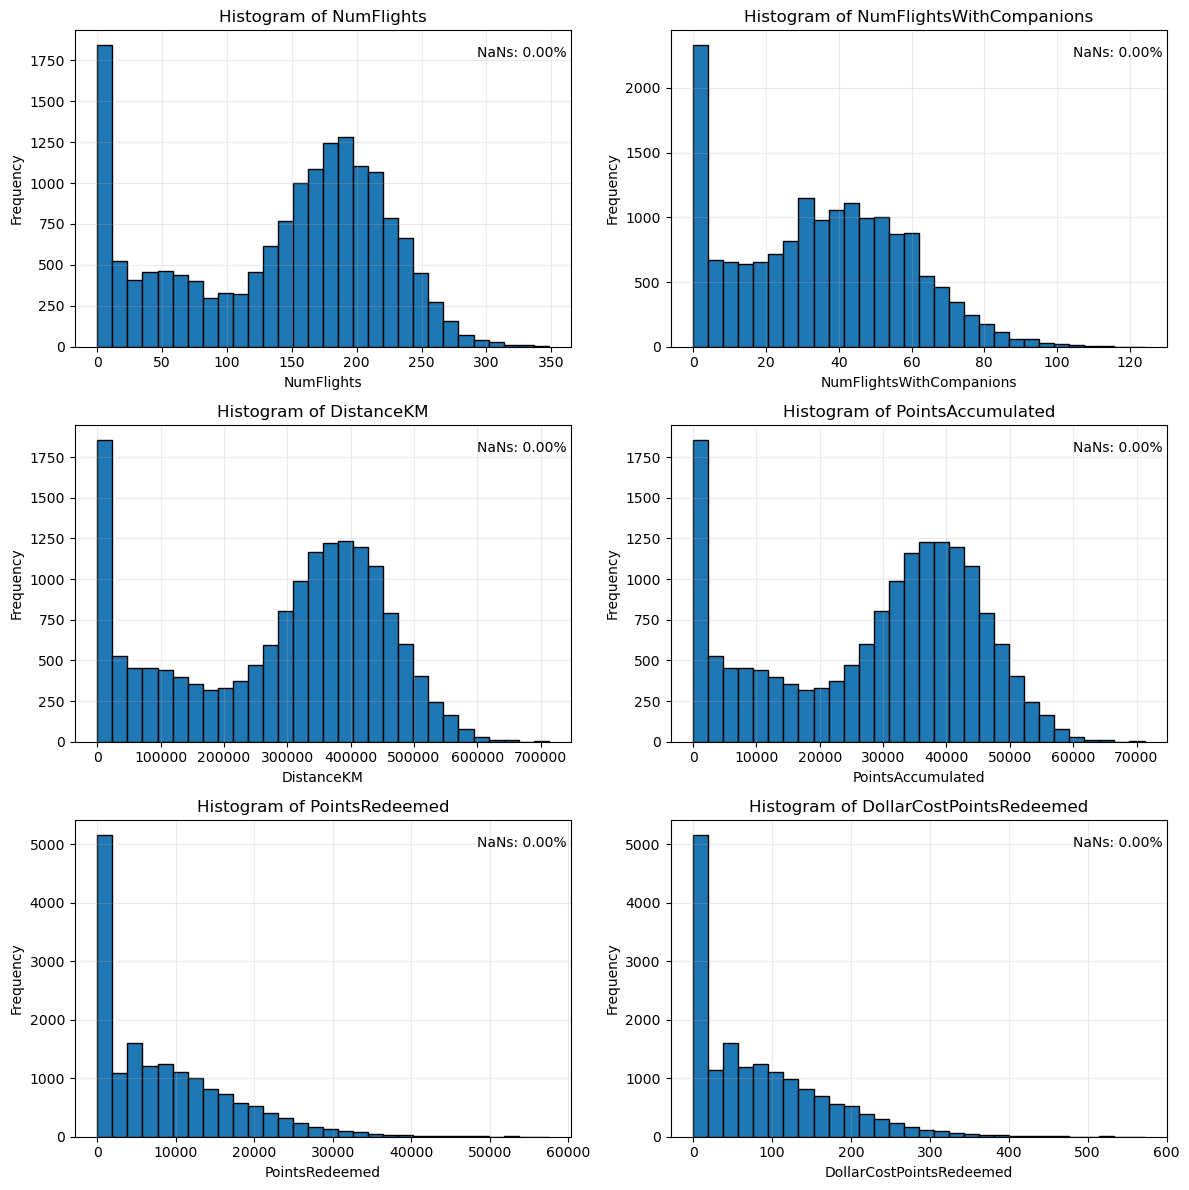 Histogram of NumFlights
NaNs: 0.00%
Frequency
1750
1500
1250
1000
750
500
250
0
0 50 100 150 200 250 300 350
NumFlights
Histogram of NumFlightsWithCompanions
NaNs: 0.00%
Frequency
2000
1500
1000
500
0
0 20 40 60 80 100 120
NumFlightsWithCompanions
Histogram of DistanceKM
NaNs: 0.00%
Frequency
1750
1500
1250
1000
750
500
250
0
0 100000 200000 300000 400000 500000 600000 700000
DistanceKM
Histogram of PointsAccumulated
NaNs: 0.00%
Frequency
1750
1500
1250
1000
750
500
250
0
0 10000 20000 30000 40000 50000 60000 70000
PointsAccumulated
Histogram of PointsRedeemed
NaNs: 0.00%
Frequency
5000
4000
3000
2000
1000
0
0 10000 20000 30000 40000 50000 60000
PointsRedeemed
Histogram of DollarCostPointsRedeemed
NaNs: 0.00%
Frequency
5000
4000
3000
2000
1000
0
0 100 200 300 400 500 600
DollarCostPointsRedeemed